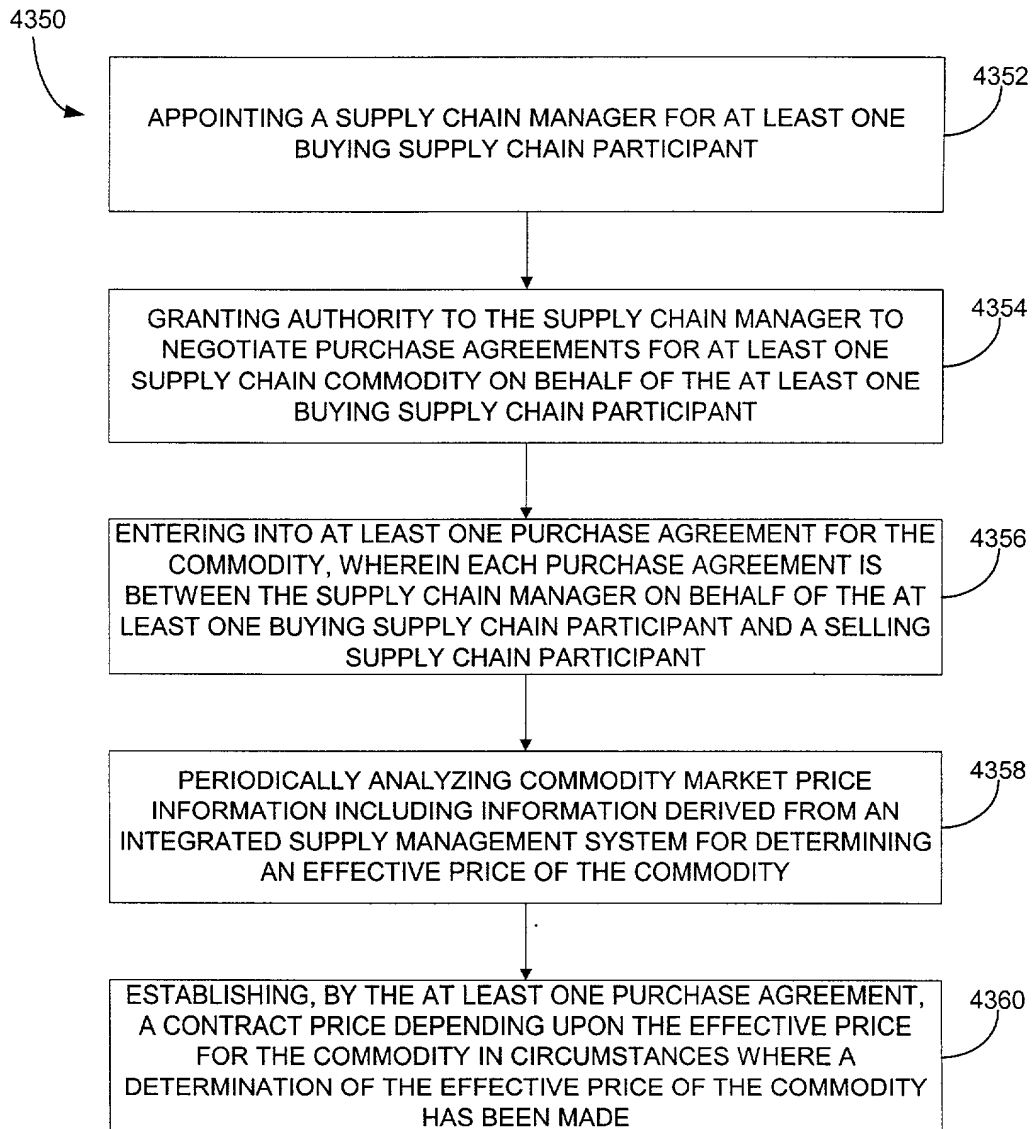 4350
4352
APPOINTING A SUPPLY CHAIN MANAGER FOR AT LEAST ONE
BUYING SUPPLY CHAIN PARTICIPANT
4354
GRANTING AUTHORITY TO THE SUPPLY CHAIN MANAGER TO
NEGOTIATE PURCHASE AGREEMENTS FOR AT LEAST ONE
SUPPLY CHAIN COMMODITY ON BEHALF OF THE AT LEAST ONE
BUYING SUPPLY CHAIN PARTICIPANT
4356
ENTERING INTO AT LEAST ONE PURCHASE AGREEMENT FOR THE
COMMODITY, WHEREIN EACH PURCHASE AGREEMENT IS
BETWEEN THE SUPPLY CHAIN MANAGER ON BEHALF OF THE AT
LEAST ONE BUYING SUPPLY CHAIN PARTICIPANT AND A SELLING
SUPPLY CHAIN PARTICIPANT
4358
PERIODICALLY ANALYZING COMMODITY MARKET PRICE
INFORMATION INCLUDING INFORMATION DERIVED FROM AN
INTEGRATED SUPPLY MANAGEMENT SYSTEM FOR DETERMINING
AN EFFECTIVE PRICE OF THE COMMODITY
4360
ESTABLISHING, BY THE AT LEAST ONE PURCHASE AGREEMENT,
A CONTRACT PRICE DEPENDING UPON THE EFFECTIVE PRICE
FOR THE COMMODITY IN CIRCUMSTANCES WHERE A
DETERMINATION OF THE EFFECTIVE PRICE OF THE COMMODITY
HAS BEEN MADE